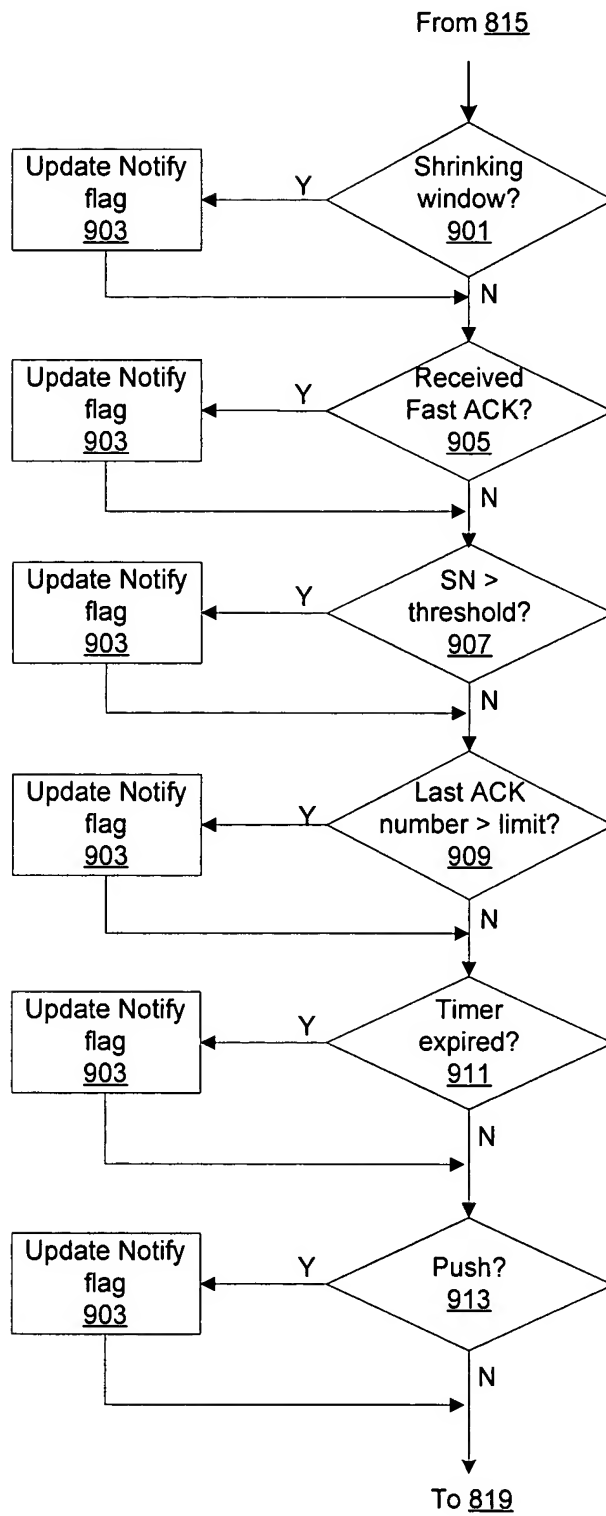 From 815
Shrinking
window?
901
Y
Update Notify
flag
903
N
Received
Fast ACK?
905
Y
Update Notify
flag
903
N
SN >
threshold?
907
Y
Update Notify
flag
903
N
Last ACK
number > limit?
909
Y
Update Notify
flag
903
N
Timer
expired?
911
Y
Update Notify
flag
903
N
Push?
913
Y
Update Notify
flag
903
N
To 819